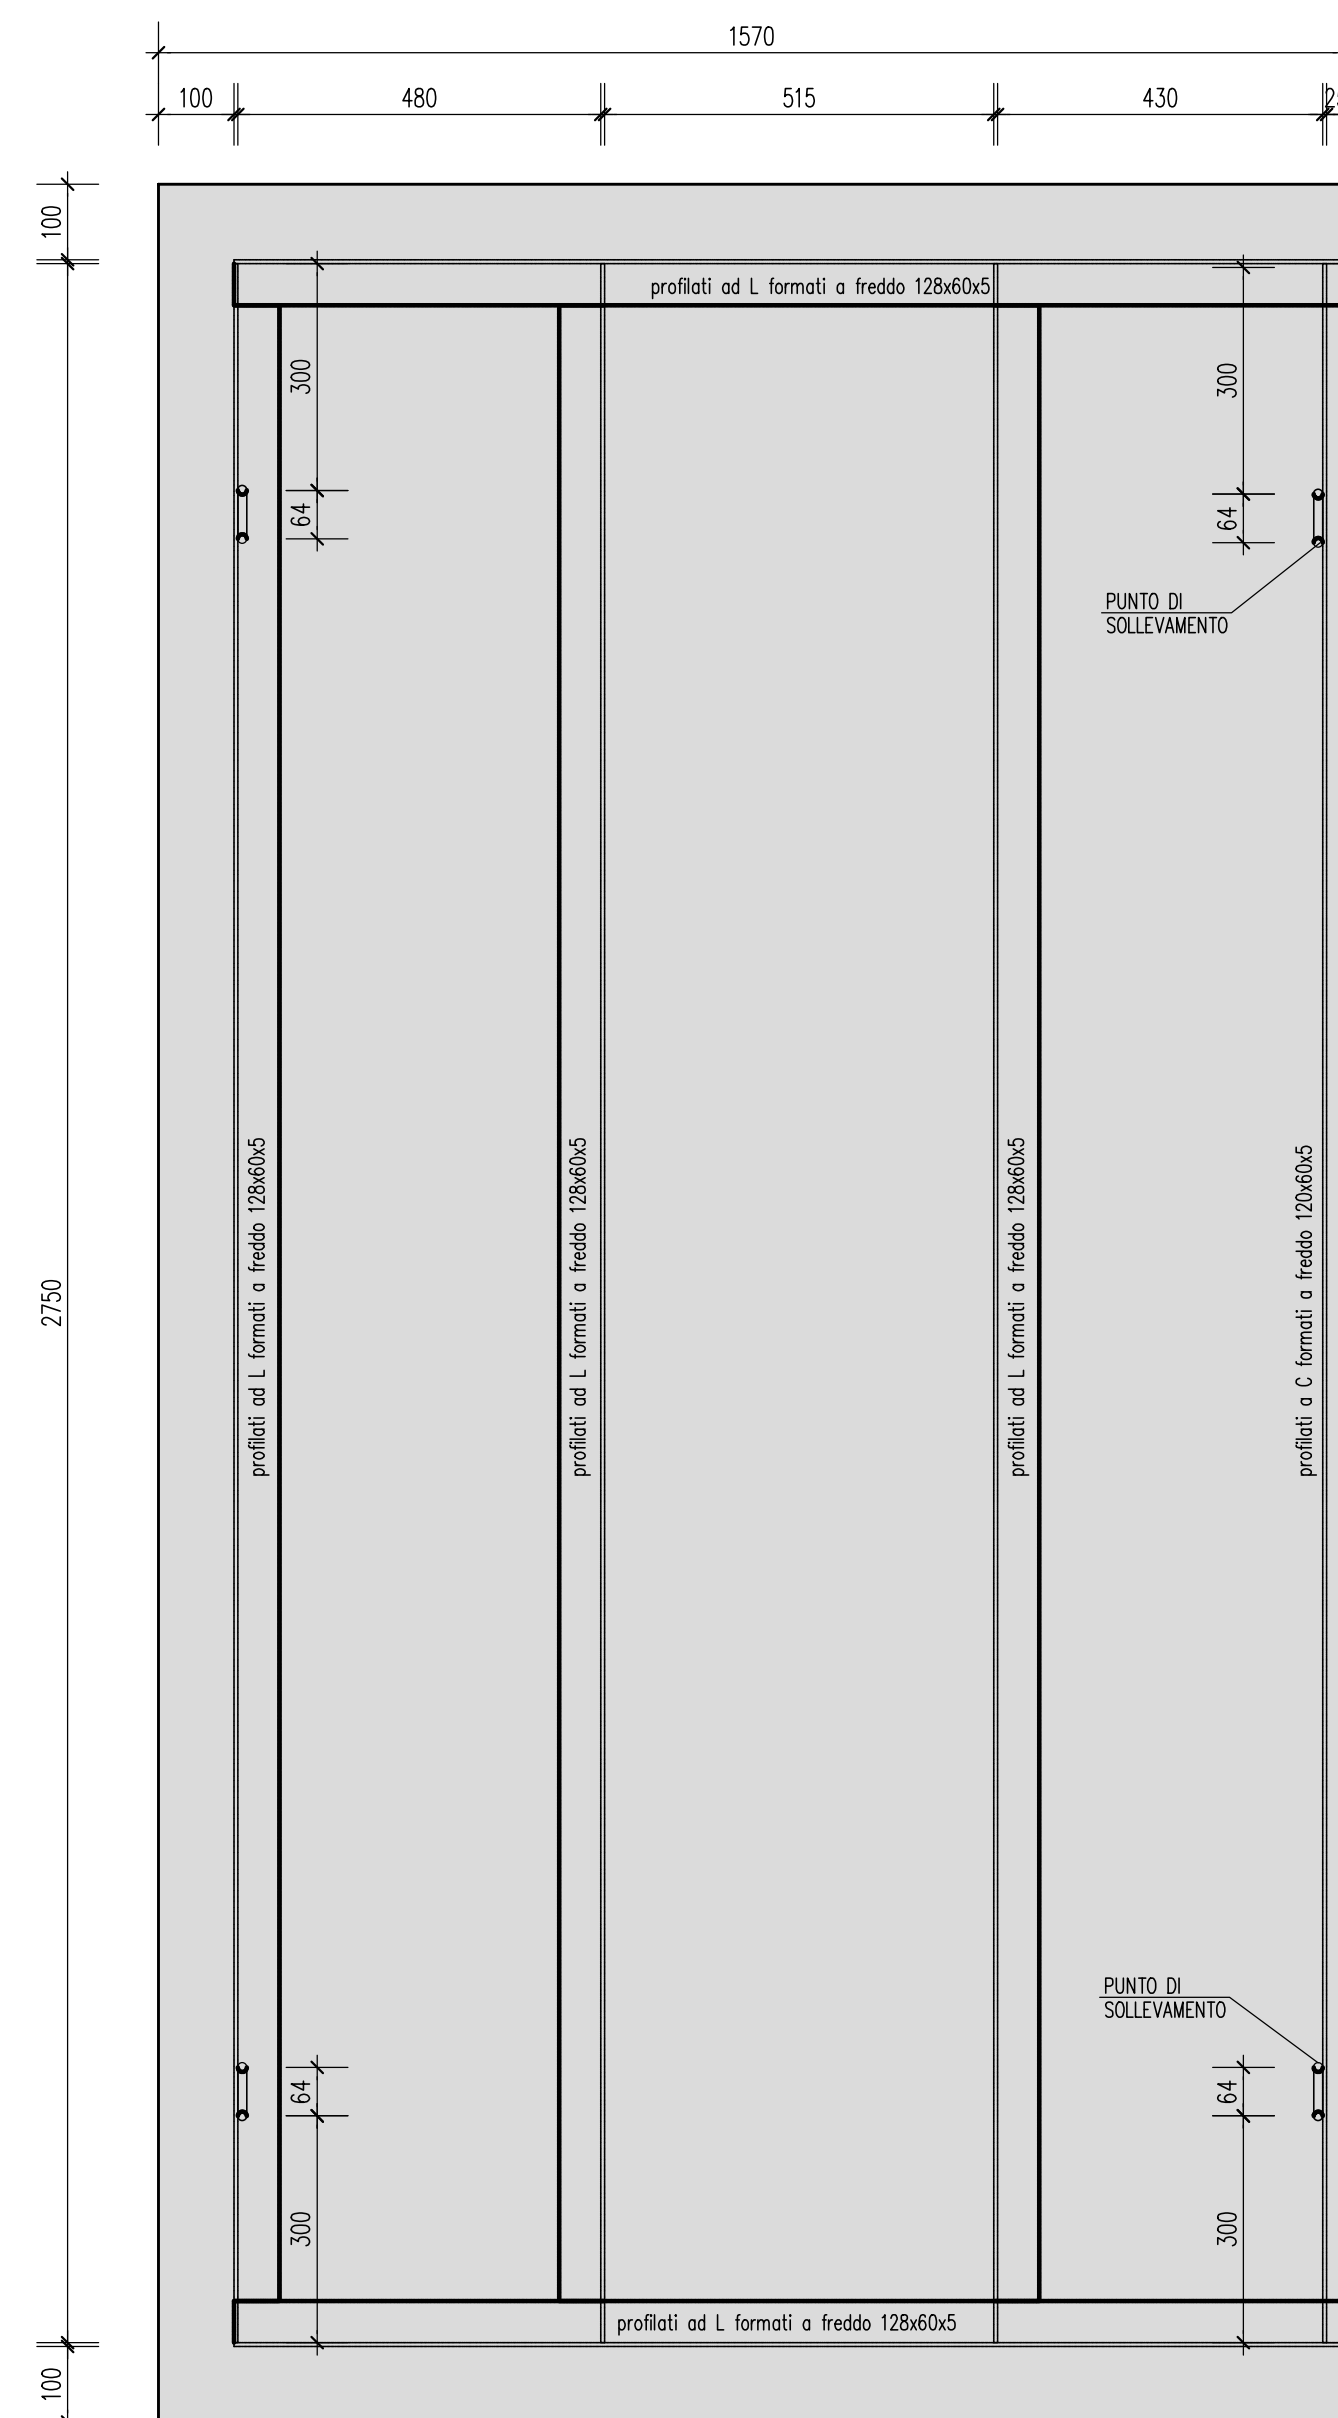 1570
100
480
515
430
100
profilati ad L formati a freddo 128x60x5
300
300
64
64
PUNTO DI
SOLLEVAMENTO
profilati ad L formati a freddo 128x60x5
profilati ad L formati a freddo 128x60x5
profilati ad L formati a freddo 128x60x5
profilati a C formati a freddo 120x60x5
2750
PUNTO DI
SOLLEVAMENTO
64
64
300
300
profilati ad L formati a freddo 128x60x5
100